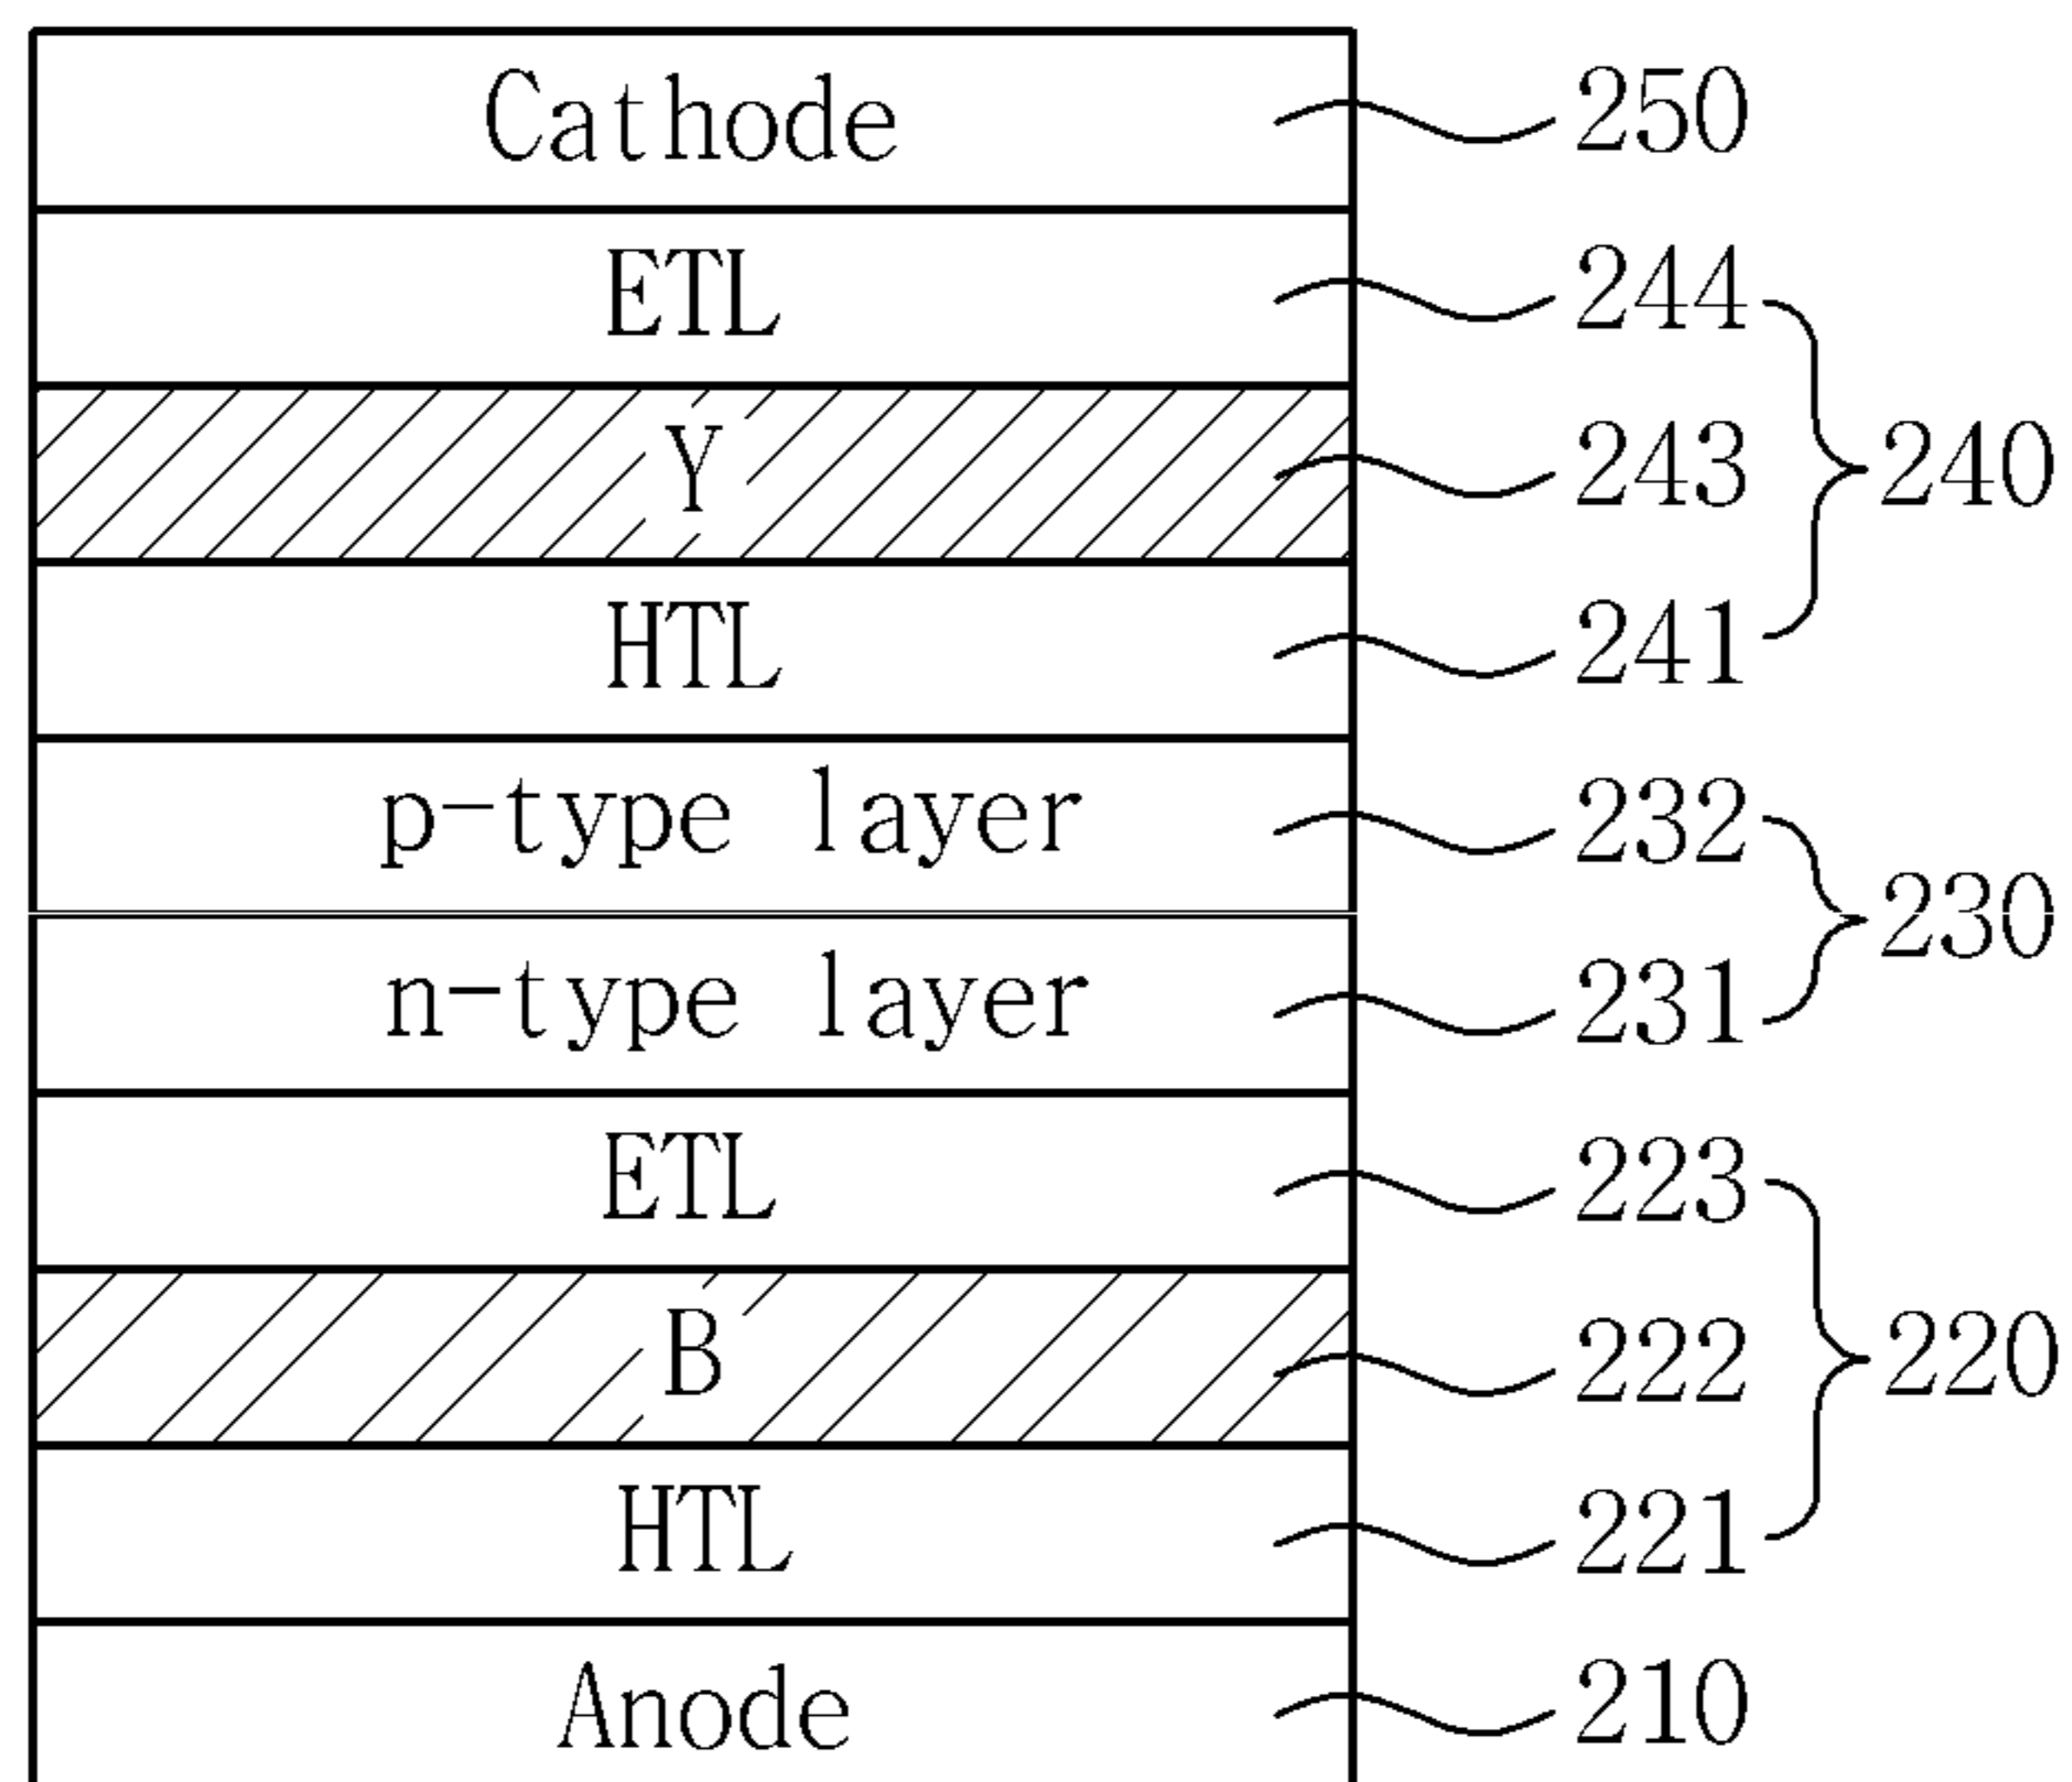 Cathode 250
ETL 244
Y 243 240
HTL 241
p-type layer 232
230
n-type layer 231
ETL 223
B 222 220
HTL 221
Anode 210